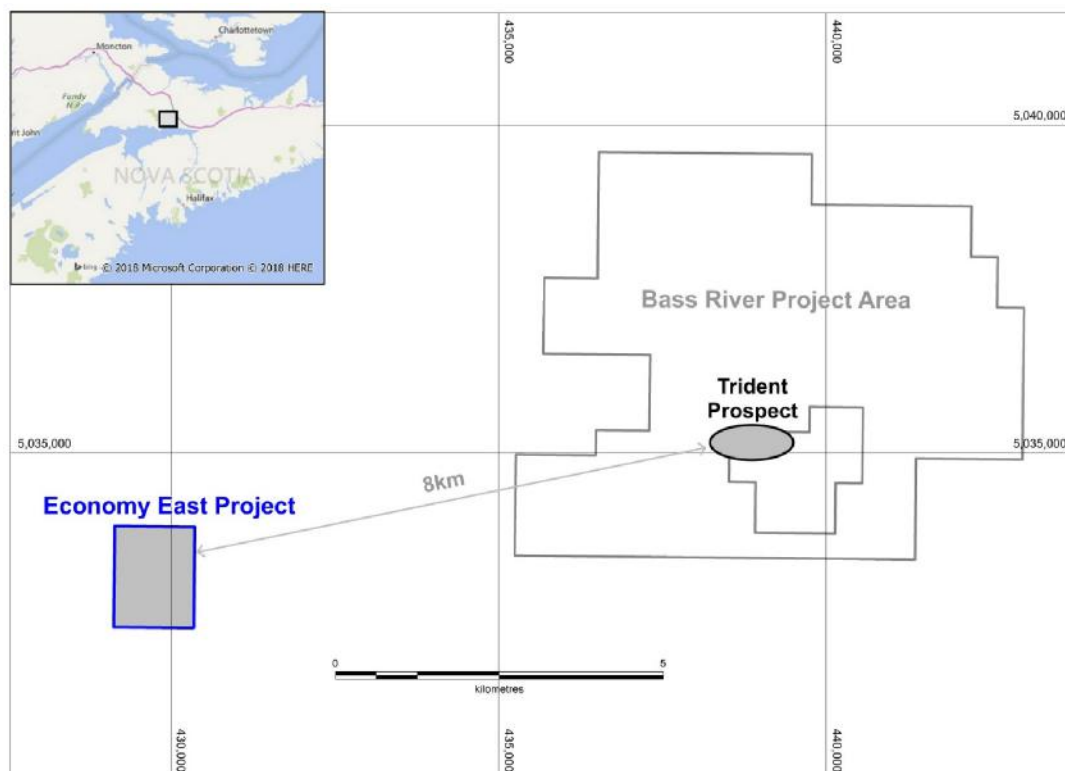 Charlottetown
Moncton
Fundy
nt John
NOVA SCOTIA
Halifax
© 2018 Microsoft Corporation © 2018 HERE
435,000
440,000
5,040,000
Bass River Project Area
Trident
Prospect
5,035,000
5,035,000
8km
Economy East Project
0
5
kilometres
430,000
435,000
440,000